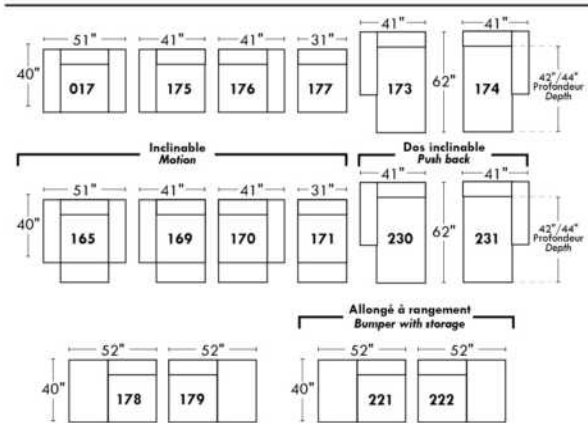 51" 41" 41" 31" 41" 41"
40" 017 175 176 177 173 62" 174 42"/44"
Profondeur
Depth
Inclinable Dos inclinable
Motion Push back
51" 41" 41" 31" 41" 41"
40" 165 169 170 171 230 62" 231 42"/44"
Profondeur
Depth
Allongé à rangement
Bumper with storage
52" 52" 52" 52"
40" 178 179 40" 221 222